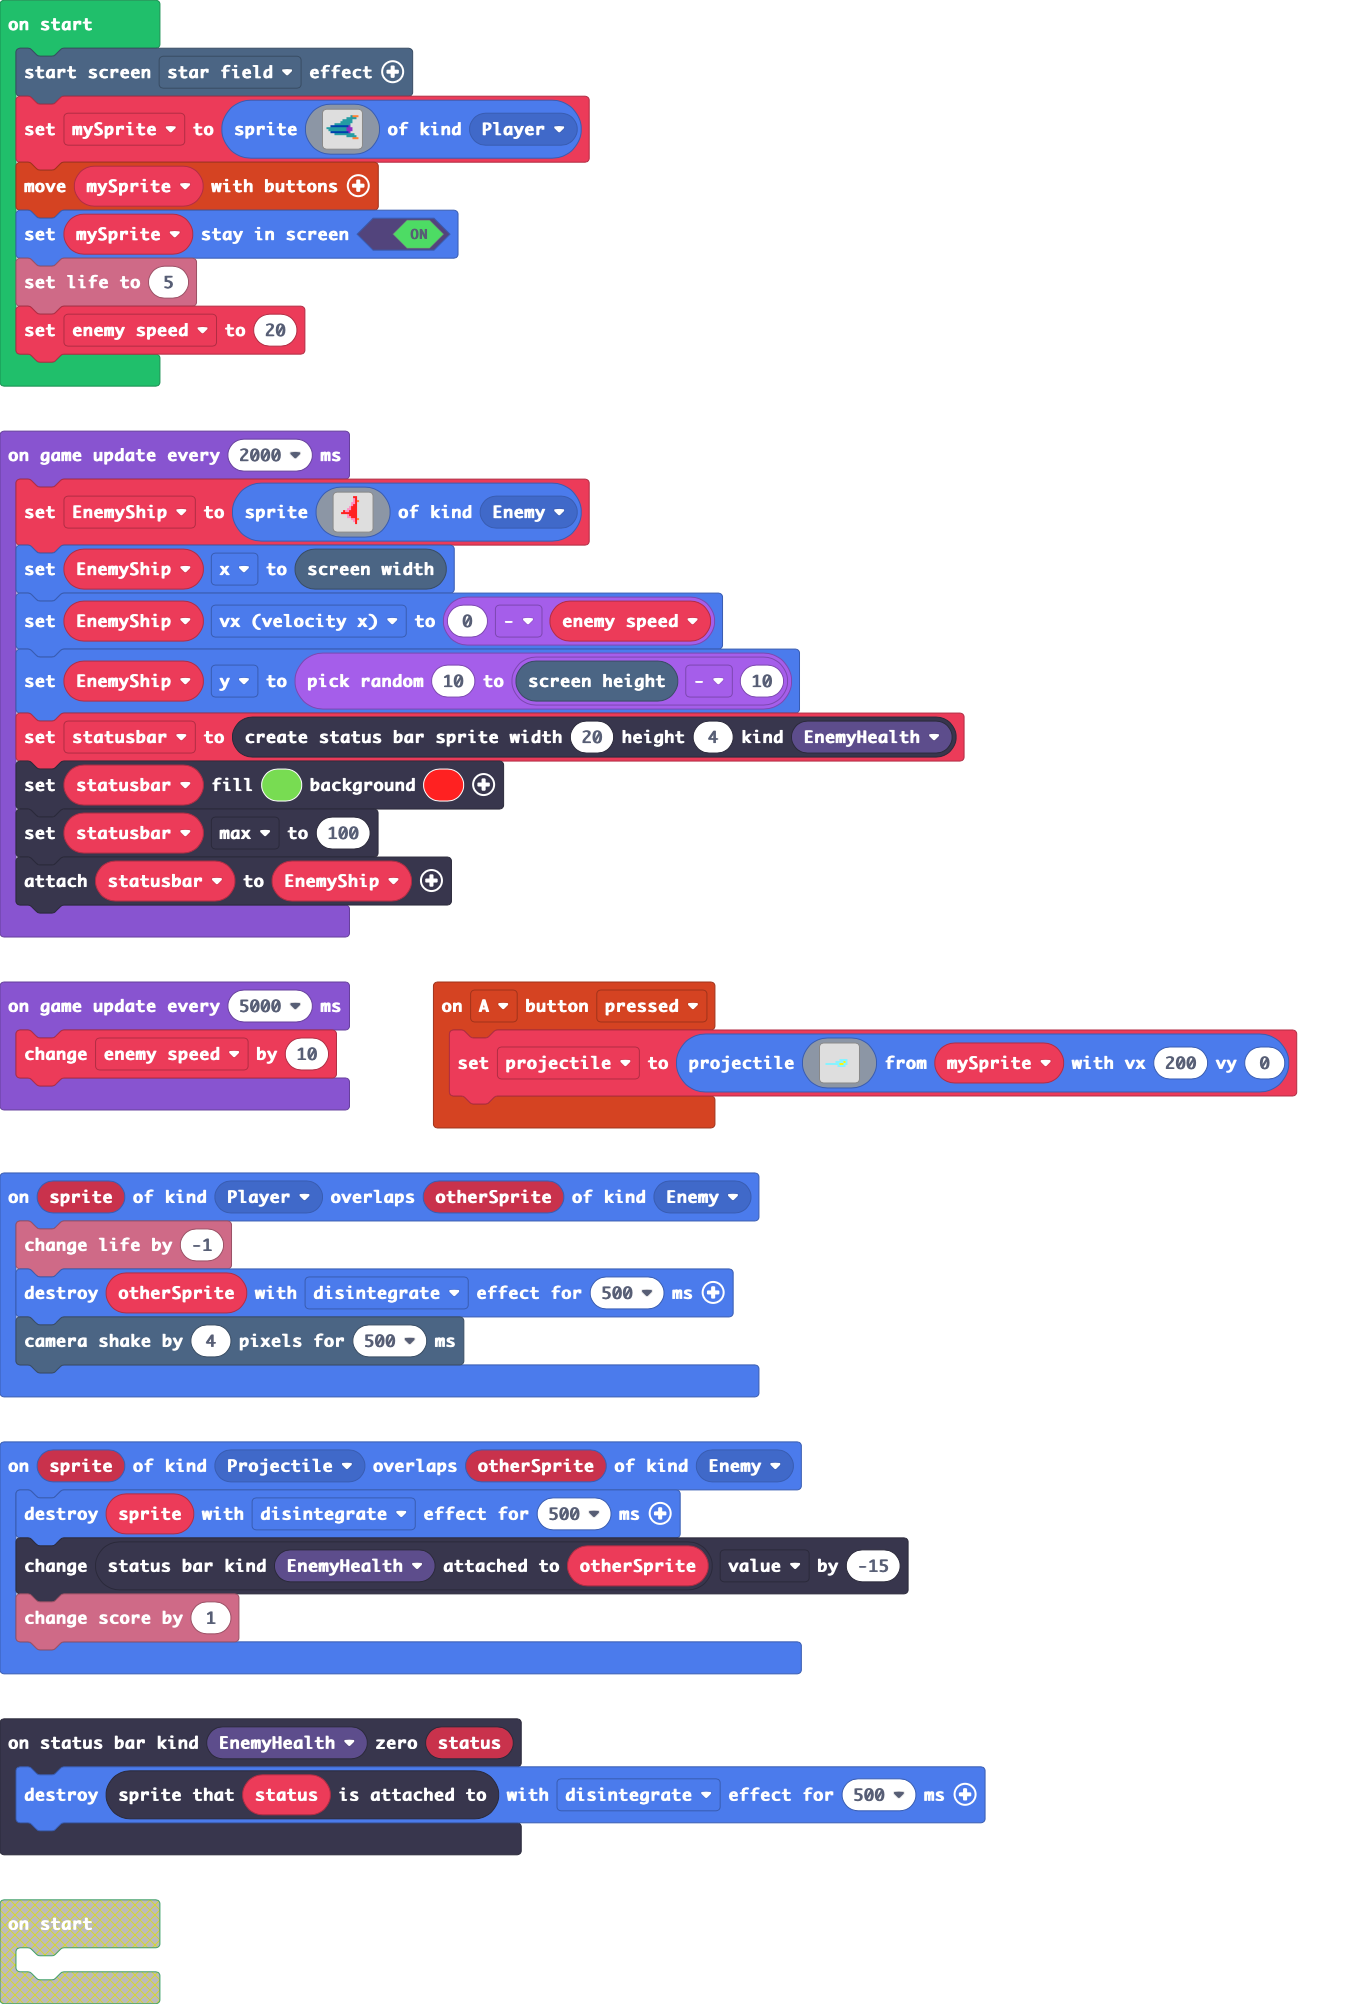 on start
start screen star field effect
set mySprite to sprite of kind Player
move mySprite with buttons
set mySprite stay in screen ON
set life to 5
set enemy speed to 20
on game update every 2000 ms
set EnemyShip to sprite of kind Enemy
set EnemyShip x to screen width
set EnemyShip vx (velocity x) to 0 - enemy speed
set EnemyShip y to pick random 10 to screen height - 10
set statusbar to create status bar sprite width 20 height 4 kind EnemyHealth
set statusbar fill background
set statusbar max to 100
attach statusbar to EnemyShip
on game update every 5000 ms
change enemy speed by 10
on A button pressed
set projectile to projectile from mySprite with vx 200 vy 0
on sprite of kind Player overlaps otherSprite of kind Enemy
change life by -1
destroy otherSprite with disintegrate effect for 500 ms
camera shake by 4 pixels for 500 ms
on sprite of kind Projectile overlaps otherSprite of kind Enemy
destroy sprite with disintegrate effect for 500 ms
change status bar kind EnemyHealth attached to otherSprite value by -15
change score by 1
on status bar kind EnemyHealth zero status
destroy sprite that status is attached to with disintegrate effect for 500 ms
on start